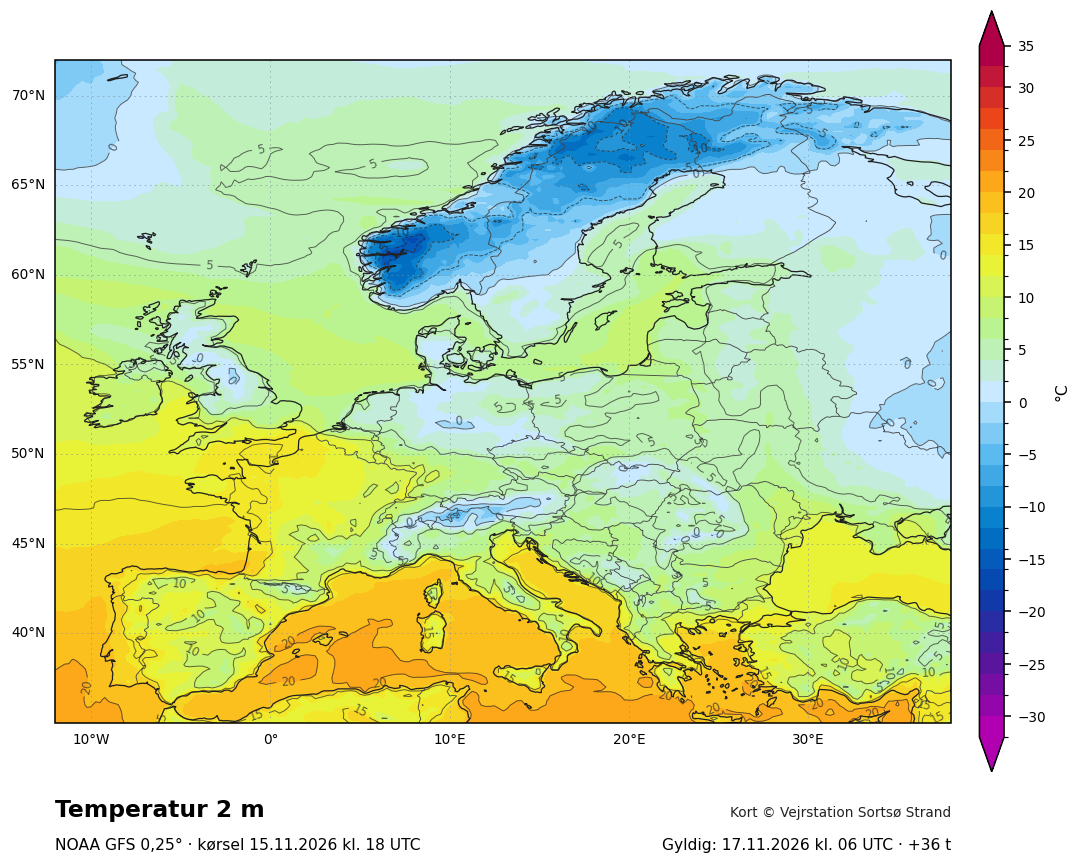 70°N
65°N
60°N
55°N
50°N
45°N
40°N
10°W 0° 10°E 20°E 30°E
35
30
25
20
15
10
5
0
−5
−10
−15
−20
−25
−30
°C
Temperatur 2 m
Kort © Vejrstation Sortsø Strand
NOAA GFS 0,25° · kørsel 15.11.2026 kl. 18 UTC
Gyldig: 17.11.2026 kl. 06 UTC · +36 t